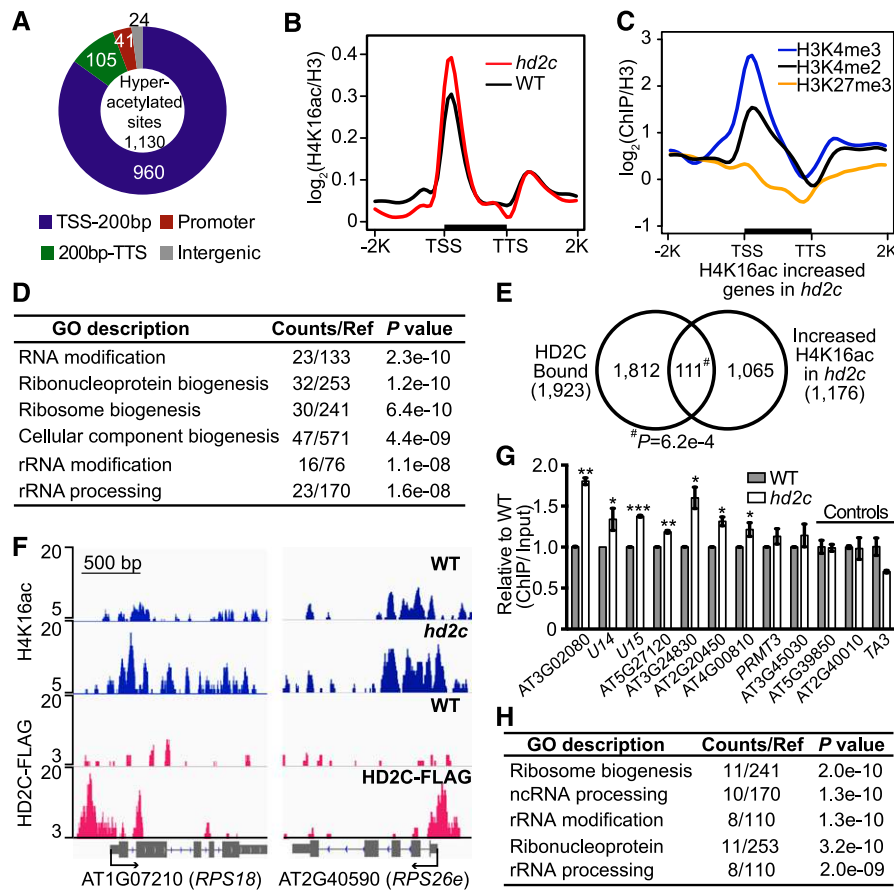 A
24
41
105
Hyper-
acetylated
sites
1,130
960
TSS-200bp
Promoter
200bp-TTS
Intergenic
B
log2(H4K16ac/H3)
0.4
0.3
0.2
0.1
0
hd2c
WT
-2K TSS TTS 2K
C
log2(ChIP/H3)
3
2
1
0
-1
H3K4me3
H3K4me2
H3K27me3
-2K TSS TTS 2K
H4K16ac increased
genes in hd2c
D
GO description Counts/Ref P value
RNA modification 23/133 2.3e-10
Ribonucleoprotein biogenesis 32/253 1.2e-10
Ribosome biogenesis 30/241 6.4e-10
Cellular component biogenesis 47/571 4.4e-09
rRNA modification 16/76 1.1e-08
rRNA processing 23/170 1.6e-08
E
HD2C
Bound
(1,923)
1,812
111#
1,065
Increased
H4K16ac
in hd2c
(1,176)
#P=6.2e-4
F
500 bp
H4K16ac
HD2C-FLAG
20
5
20
5
20
3
20
3
WT
hd2c
WT
HD2C-FLAG
AT1G07210 (RPS18)
AT2G40590 (RPS26e)
G
Relative to WT
(ChIP/ Input)
2.0
1.5
1.0
0.5
0
WT
hd2c
Controls
** * *** ** * * *
AT3G02080
U14
U15
AT5G27120
AT3G24830
AT2G20450
AT4G00810
PRMT3
AT3G45030
AT5G39850
AT2G40010
TA3
H
GO description Counts/Ref P value
Ribosome biogenesis 11/241 2.0e-10
ncRNA processing 10/170 1.3e-10
rRNA modification 8/110 1.3e-10
Ribonucleoprotein 11/253 3.2e-10
rRNA processing 8/110 2.0e-09